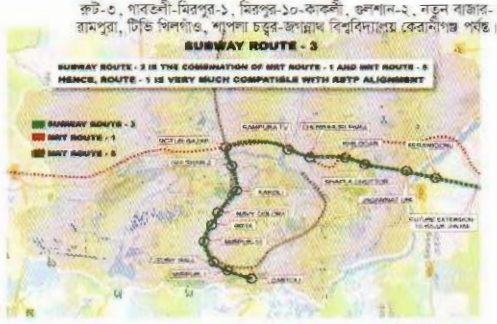 রুট-৩, গাবতলী-মিরপুর-১, মিরপুর-১০-কাকলী, গুলশান-২, নতুন বাজার-
রামপুরা, টিভি খিলগাঁও, শাপলা চত্বর-জগন্নাথ বিশ্ববিদ্যালয় কেরানীগঞ্জ পর্যন্ত।
SUBWAY ROUTE - 3
SUBWAY ROUTE - 3 IS THE COMBINATION OF MRT ROUTE - 1 AND MRT ROUTE - 5
HENCE, ROUTE - 1 IS VERY MUCH COMPATIBLE WITH RSTP ALIGNMENT
SUBWAY ROUTE - 3
MRT ROUTE - 1
MRT ROUTE - 5
NOTUN BAZAR
RAMPURA TV
KHILGAON
KERANIGONJ
GULSHAN 2
SHAPLA CHOTTOR
JAGANNATH UNI
KAKOLI
NAVY COLONY
MIRPUR-10
MIRPUR 1
GABTOLI
FUTURE EXTENSION